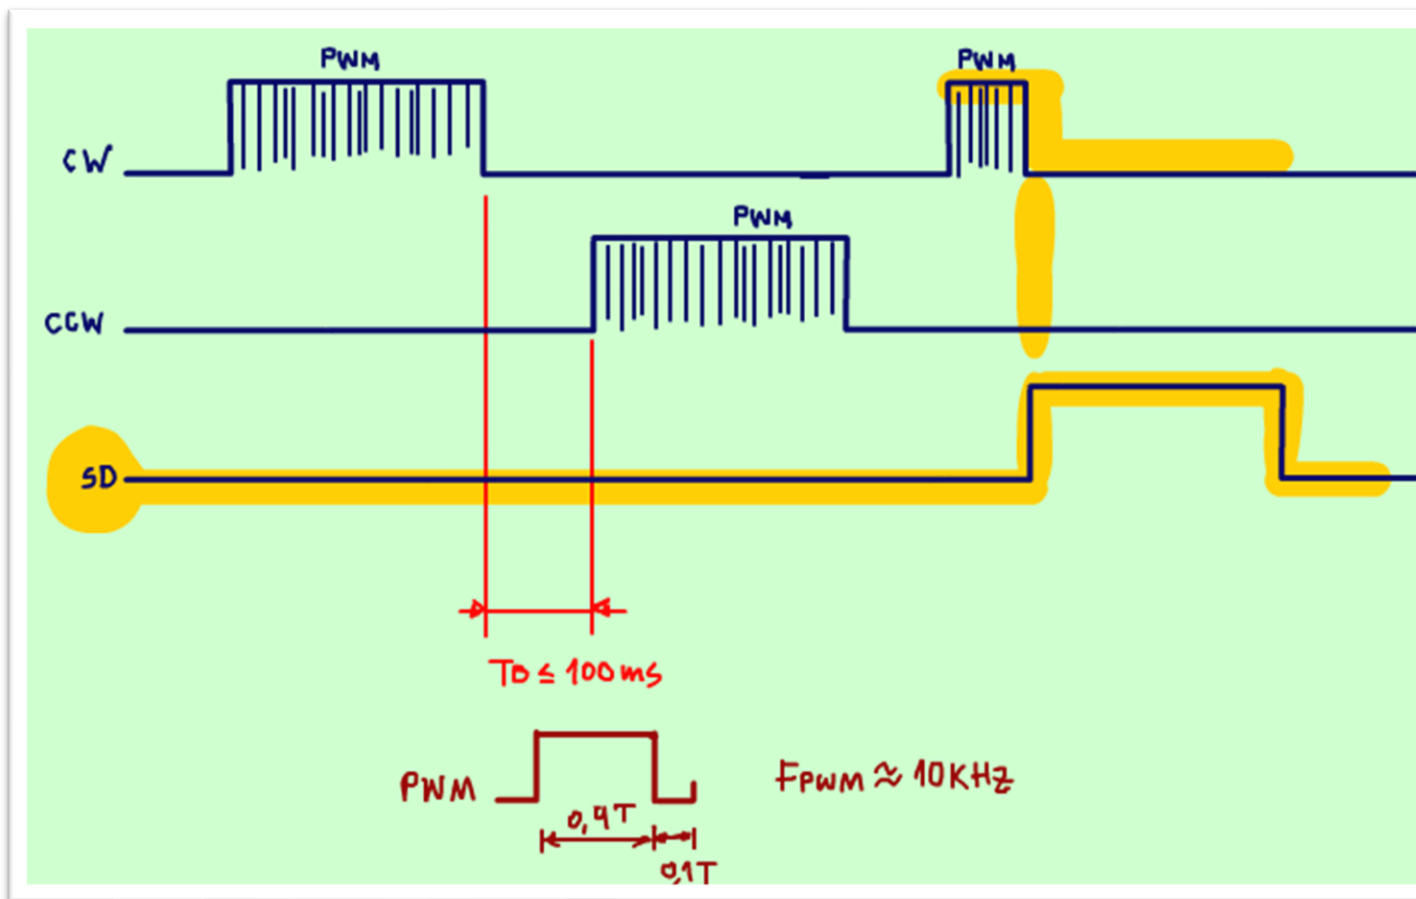 PWM PWM
CW
PWM
CCW
SD
TD ≤ 100ms
PWM FPWM ≈ 10KHz
0,9T
0,1T